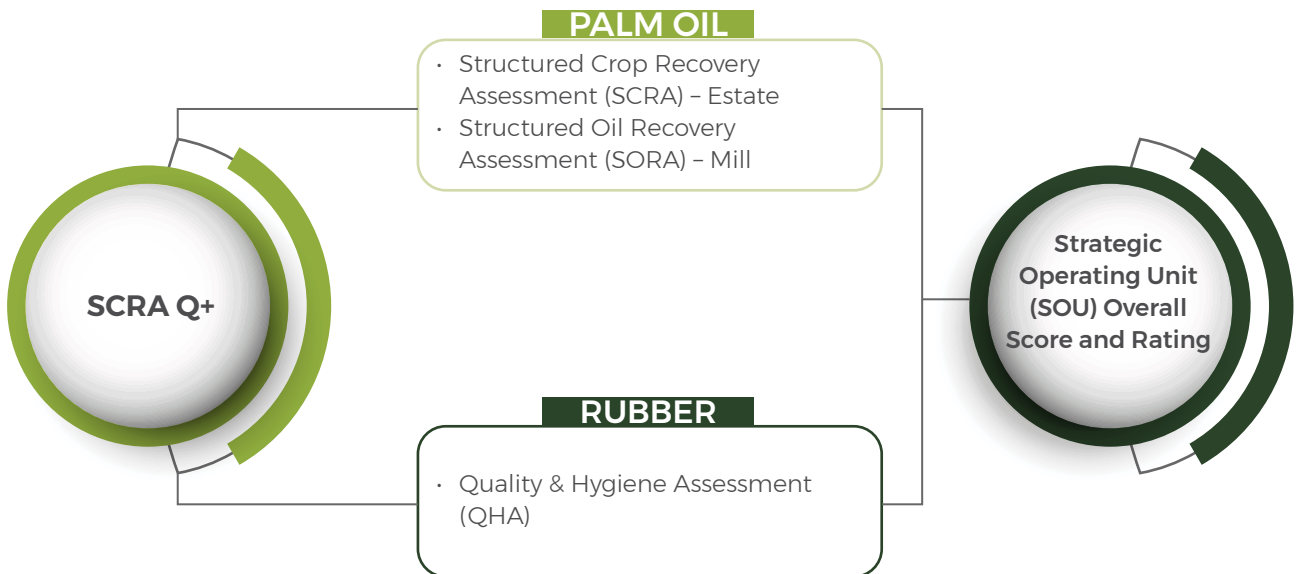 PALM OIL
• Structured Crop Recovery
Assessment (SCRA) – Estate
• Structured Oil Recovery
Assessment (SORA) – Mill
SCRA Q+
Strategic
Operating Unit
(SOU) Overall
Score and Rating
RUBBER
• Quality & Hygiene Assessment
(QHA)